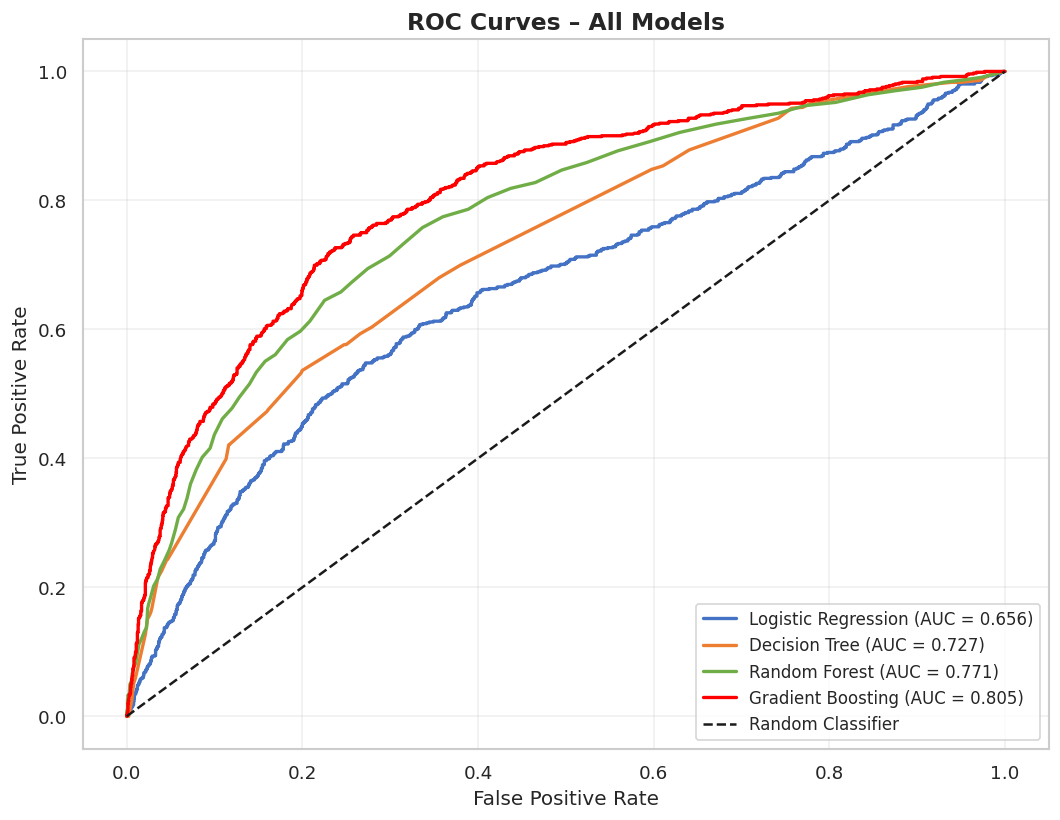 ROC Curves – All Models
True Positive Rate
1.0
0.8
0.6
0.4
0.2
0.0
0.0 0.2 0.4 0.6 0.8 1.0
False Positive Rate
Logistic Regression (AUC = 0.656)
Decision Tree (AUC = 0.727)
Random Forest (AUC = 0.771)
Gradient Boosting (AUC = 0.805)
Random Classifier